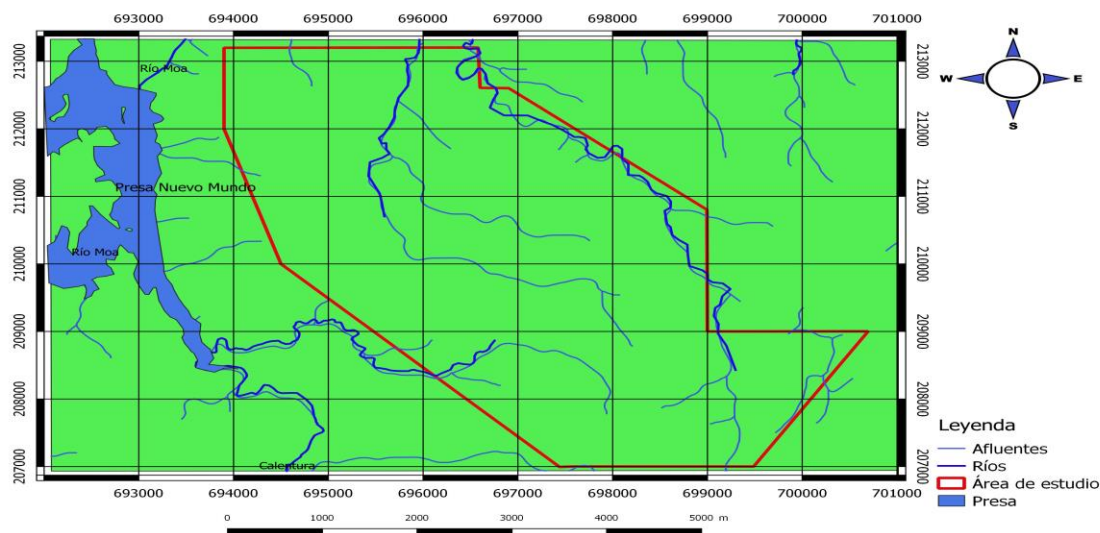 693000 694000 695000 696000 697000 698000 699000 700000 701000
N
W E
S
213000 213000
212000 212000
211000 211000
210000 210000
209000 209000
208000 208000
207000 207000
Río Moa
Presa Nuevo Mundo
Río Moa
Calentura
693000 694000 695000 696000 697000 698000 699000 700000 701000
Leyenda
Afluentes
Ríos
Área de estudio
Presa
0 1000 2000 3000 4000 5000 m